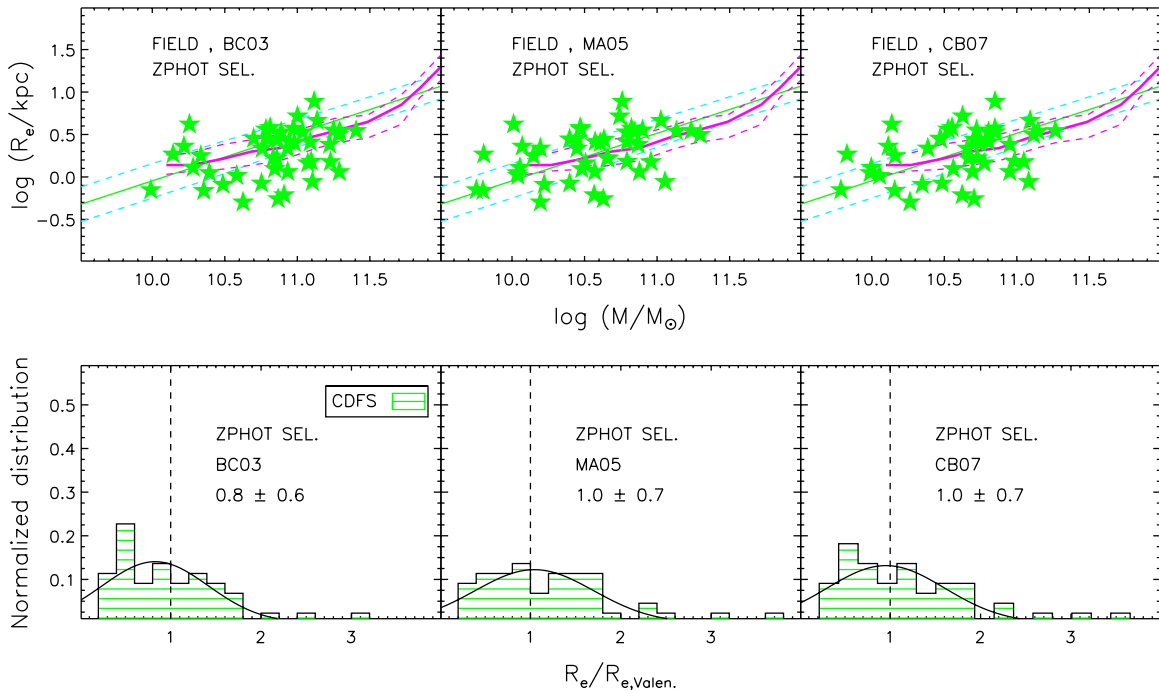 FIELD , BC03
ZPHOT SEL.
FIELD , MA05
ZPHOT SEL.
FIELD , CB07
ZPHOT SEL.
log (Re/kpc)
1.5
1.0
0.5
0.0
−0.5
10.0 10.5 11.0 11.5
10.0 10.5 11.0 11.5
10.0 10.5 11.0 11.5
log (M/M⊙)
Normalized distribution
0.5
0.4
0.3
0.2
0.1
CDFS
ZPHOT SEL.
BC03
0.8 ± 0.6
ZPHOT SEL.
MA05
1.0 ± 0.7
ZPHOT SEL.
CB07
1.0 ± 0.7
1 2 3
1 2 3
1 2 3
Re/Re,Valen.